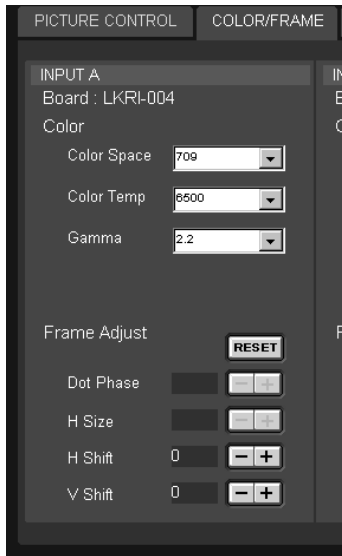 PICTURE CONTROL COLOR/FRAME
INPUT A
Board : LKRI-004
Color
Color Space 709
Color Temp 6500
Gamma 2.2
Frame Adjust
RESET
Dot Phase - +
H Size - +
H Shift 0 - +
V Shift 0 - +